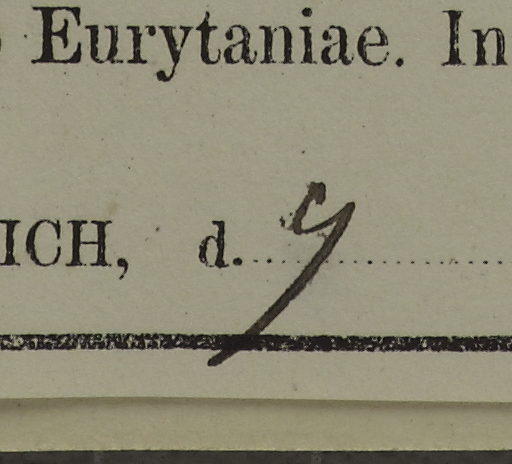 Eurytaniae. In
ICH, d. 9